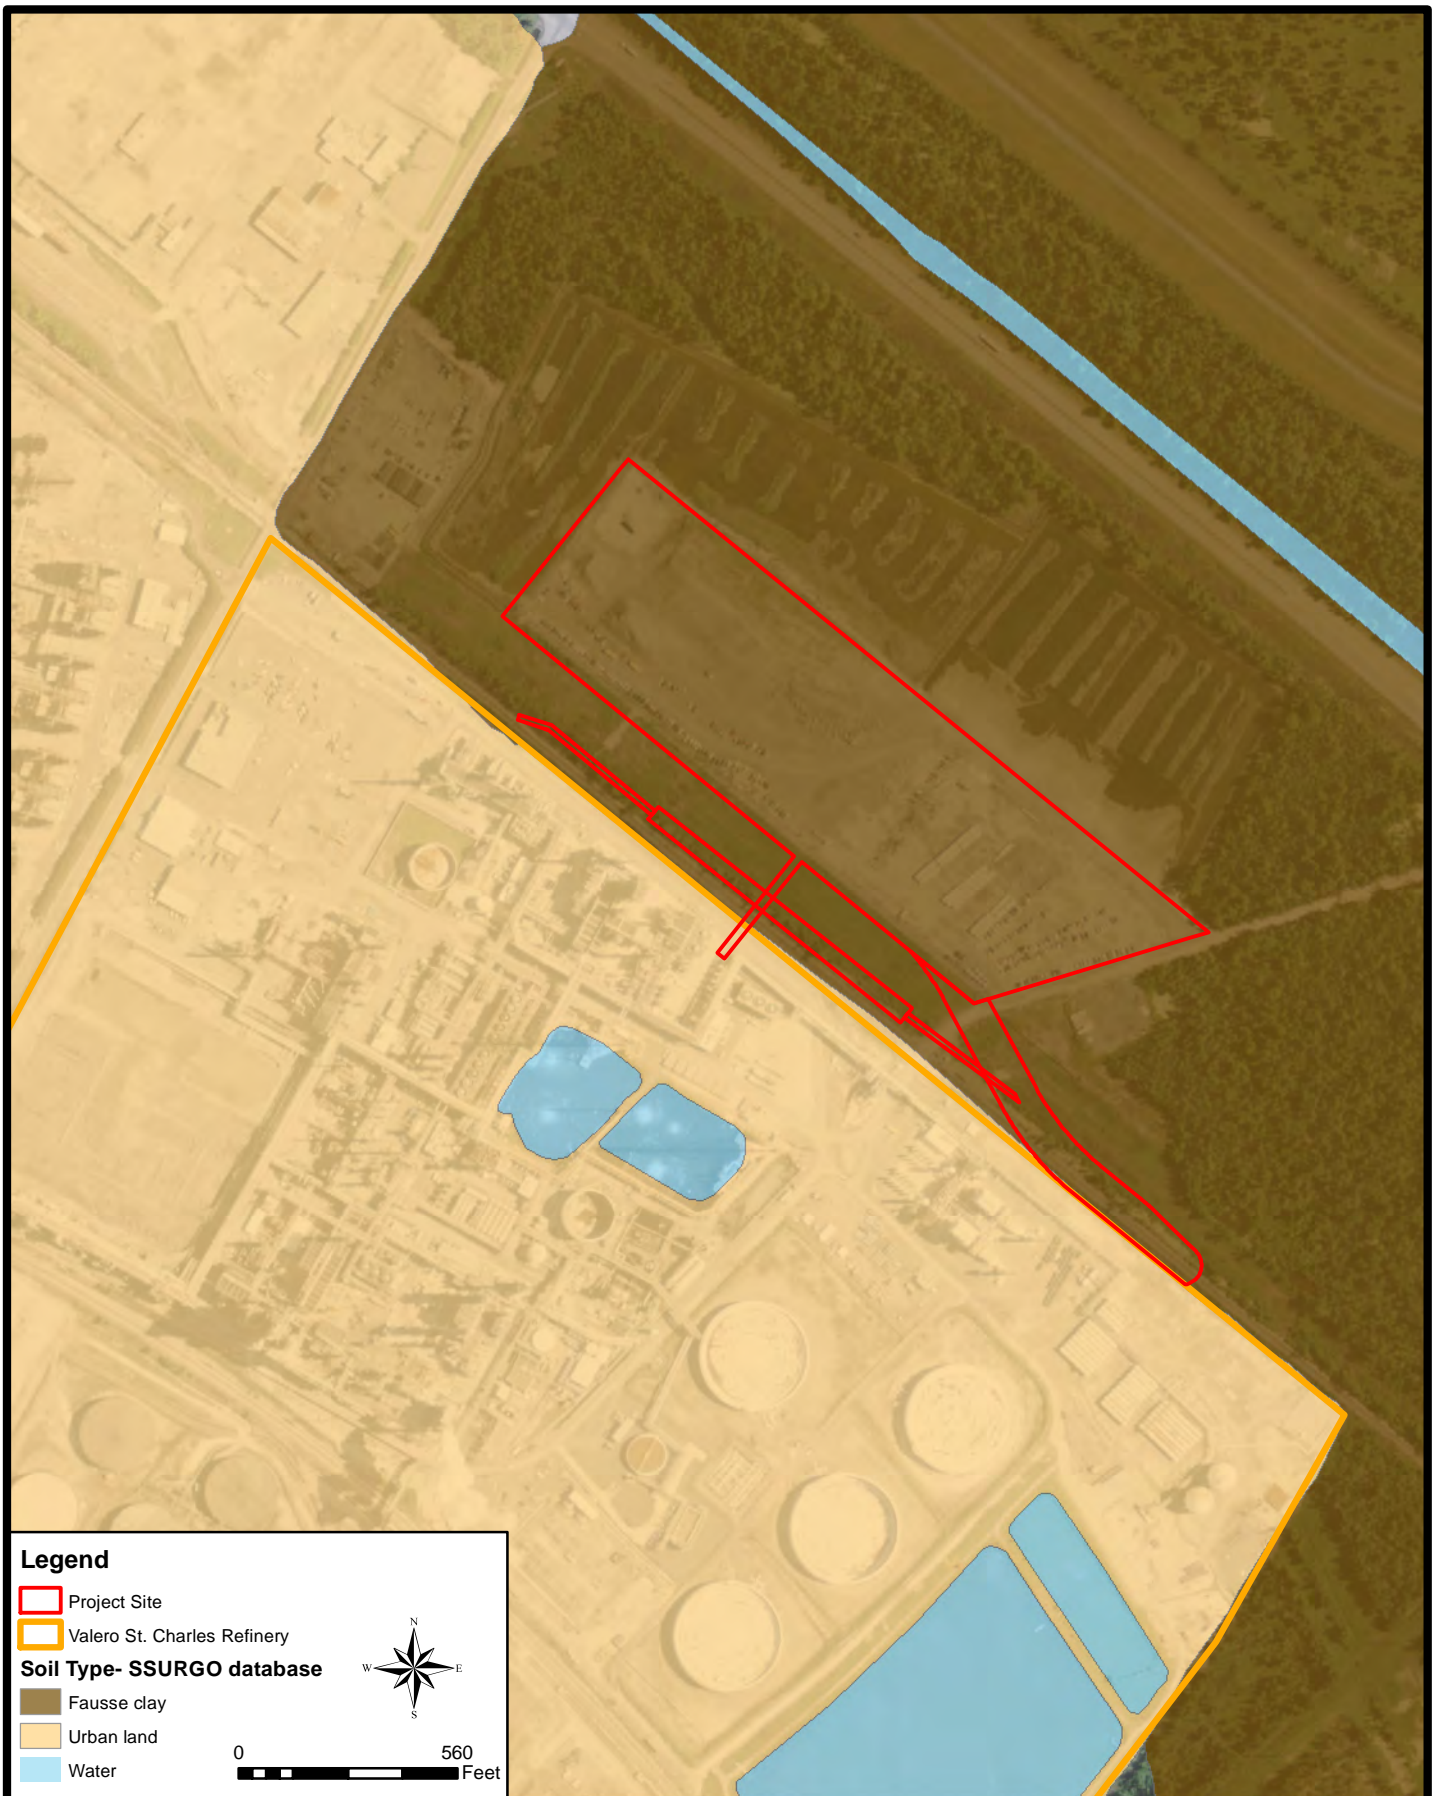 Legend
Project Site
Valero St. Charles Refinery
Soil Type- SSURGO database
Fausse clay
Urban land
Water
N
W E
S
0 560
Feet